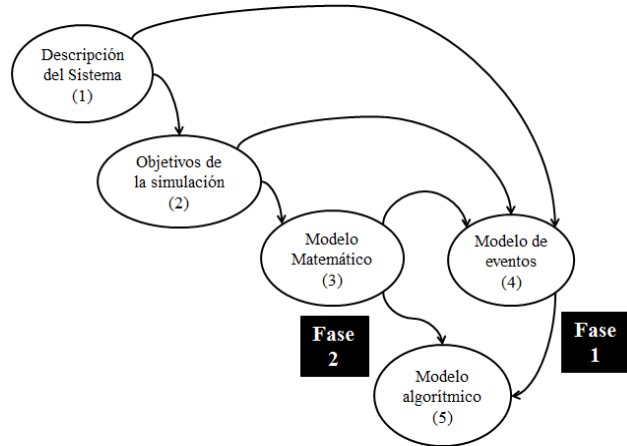 Descripción
del Sistema
(1)
Objetivos de
la simulación
(2)
Modelo
Matemático
(3)
Modelo de
eventos
(4)
Fase
2
Fase
1
Modelo
algorítmico
(5)